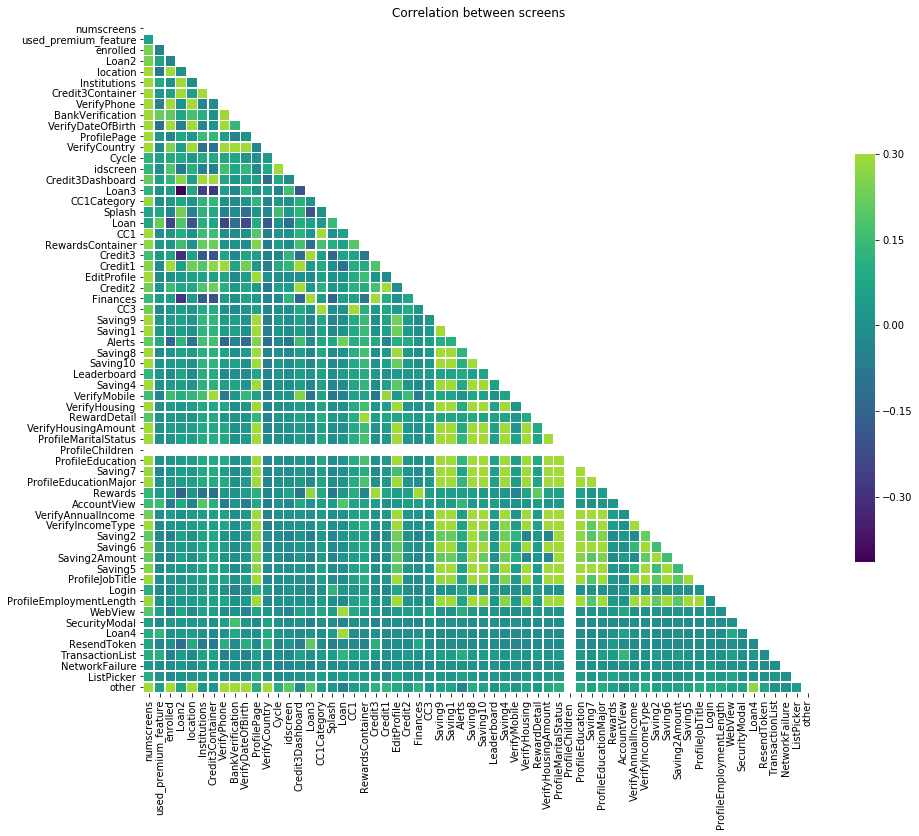 Correlation between screens
numscreens
used_premium_feature
enrolled
Loan2
location
Institutions
Credit3Container
VerifyPhone
BankVerification
VerifyDateOfBirth
ProfilePage
VerifyCountry
Cycle
idscreen
Credit3Dashboard
Loan3
CC1Category
Splash
Loan
CC1
RewardsContainer
Credit3
Credit1
EditProfile
Credit2
Finances
CC3
Saving9
Saving1
Alerts
Saving8
Saving10
Leaderboard
Saving4
VerifyMobile
VerifyHousing
RewardDetail
VerifyHousingAmount
ProfileMaritalStatus
ProfileChildren
ProfileEducation
Saving7
ProfileEducationMajor
Rewards
AccountView
VerifyAnnualIncome
VerifyIncomeType
Saving2
Saving6
Saving2Amount
Saving5
ProfileJobTitle
Login
ProfileEmploymentLength
WebView
SecurityModal
Loan4
ResendToken
TransactionList
NetworkFailure
ListPicker
other
numscreens
used_premium_feature
enrolled
Loan2
location
Institutions
Credit3Container
VerifyPhone
BankVerification
VerifyDateOfBirth
ProfilePage
VerifyCountry
Cycle
idscreen
Credit3Dashboard
Loan3
CC1Category
Splash
Loan
CC1
RewardsContainer
Credit3
Credit1
EditProfile
Credit2
Finances
CC3
Saving9
Saving1
Alerts
Saving8
Saving10
Leaderboard
Saving4
VerifyMobile
VerifyHousing
RewardDetail
VerifyHousingAmount
ProfileMaritalStatus
ProfileChildren
ProfileEducation
Saving7
ProfileEducationMajor
Rewards
AccountView
VerifyAnnualIncome
VerifyIncomeType
Saving2
Saving6
Saving2Amount
Saving5
ProfileJobTitle
Login
ProfileEmploymentLength
WebView
SecurityModal
Loan4
ResendToken
TransactionList
NetworkFailure
ListPicker
other
0.30
0.15
0.00
−0.15
−0.30